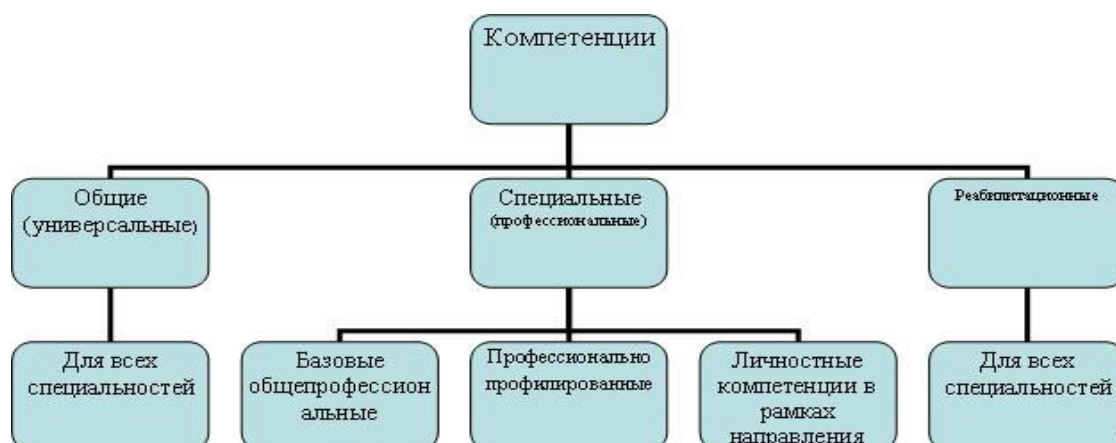 Компетенции
Общие
(универсальные)
Специальные
(профессиональные)
Реабилитационные
Для всех
специальностей
Базовые
общепрофессион
альные
Профессионально
профилированные
Личностные
компетенции в
рамках
направления
Для всех
специальностей